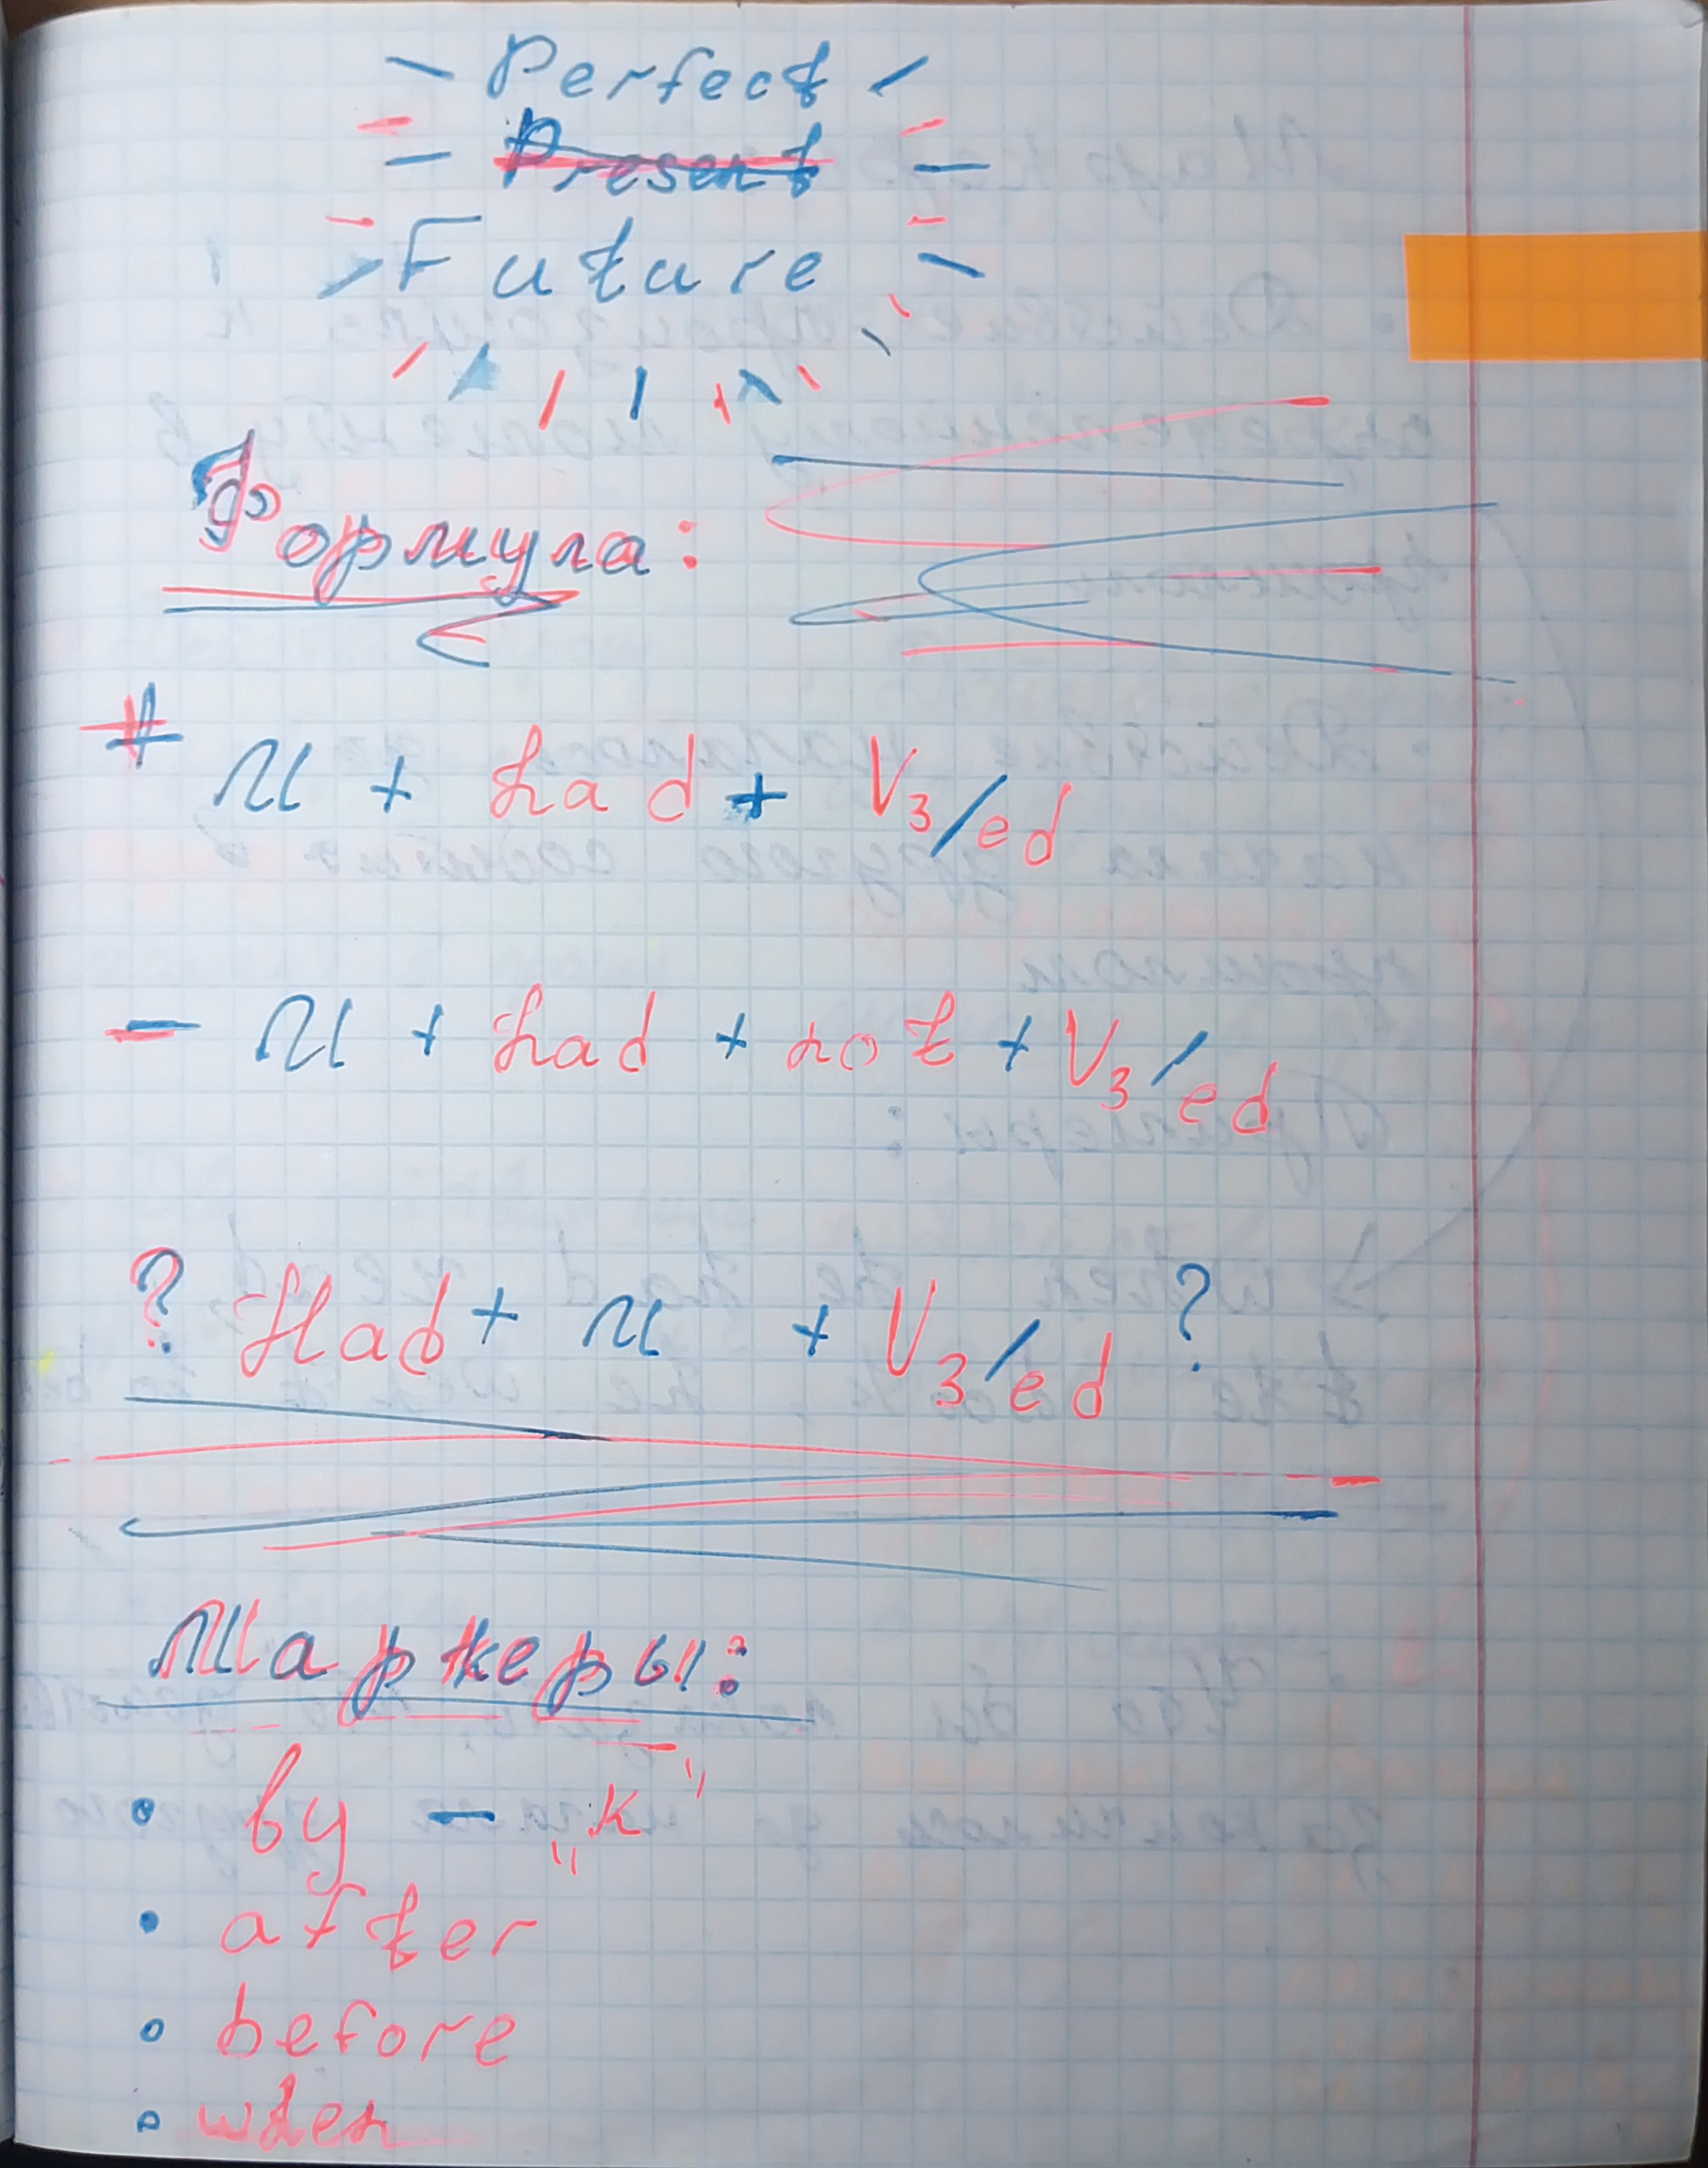 Perfect
Present
Future
Формула:
+ П + had + V3/ed
- П + had + not + V3/ed
? Had + П + V3/ed ?
Маркеры:
• by - „к"
• after
• before
• when